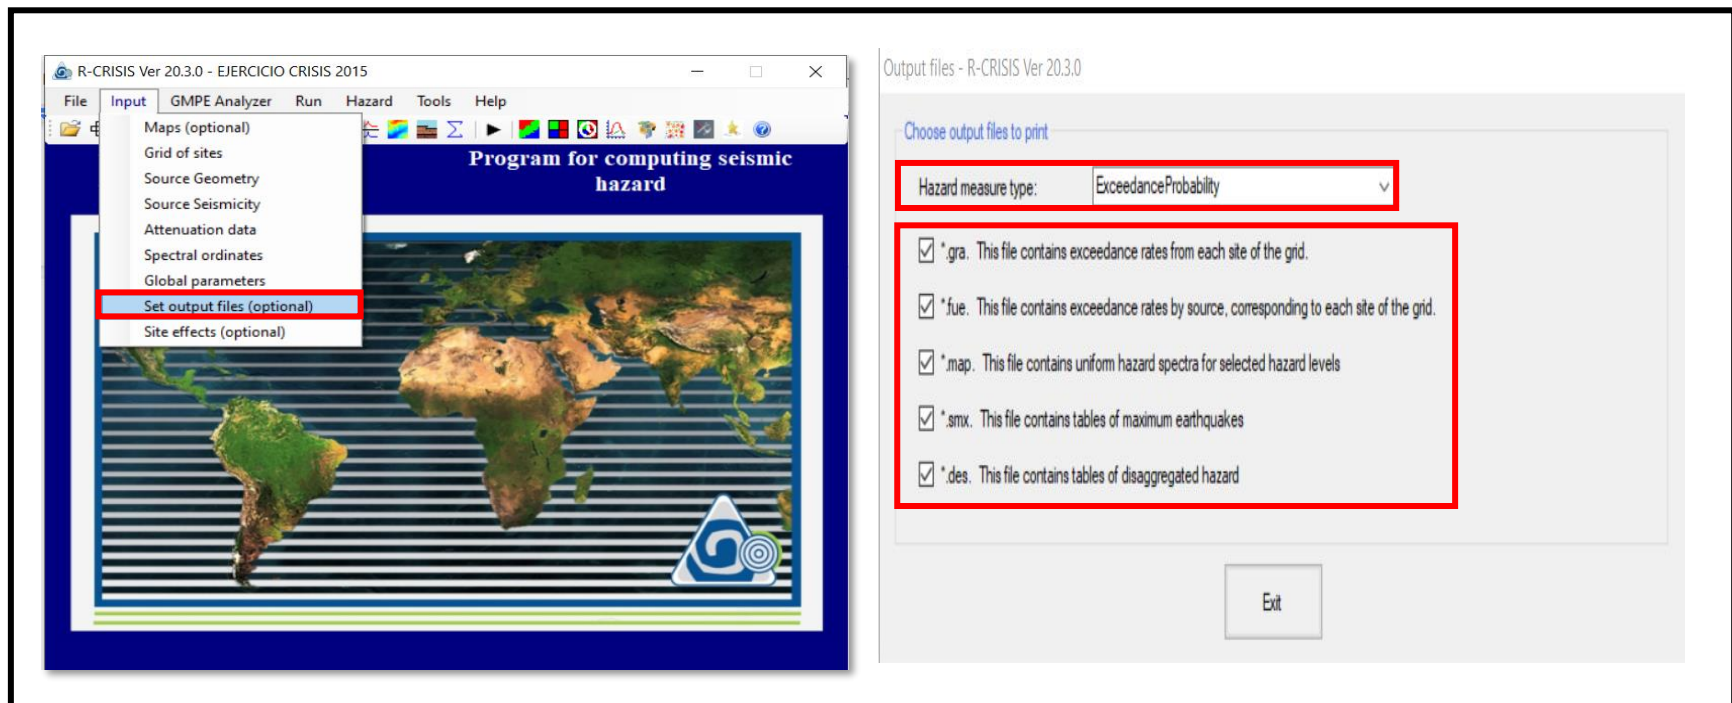 R-CRISIS Ver 20.3.0 - EJERCICIO CRISIS 2015
File Input GMPE Analyzer Run Hazard Tools Help
Maps (optional)
Grid of sites
Source Geometry
Source Seismicity
Attenuation data
Spectral ordinates
Global parameters
Set output files (optional)
Site effects (optional)
Program for computing seismic
hazard
Output files - R-CRISIS Ver 20.3.0
Choose output files to print
Hazard measure type: ExceedanceProbability
*.gra. This file contains exceedance rates from each site of the grid.
*.fue. This file contains exceedance rates by source, corresponding to each site of the grid.
*.map. This file contains uniform hazard spectra for selected hazard levels
*.smx. This file contains tables of maximum earthquakes
*.des. This file contains tables of disaggregated hazard
Exit